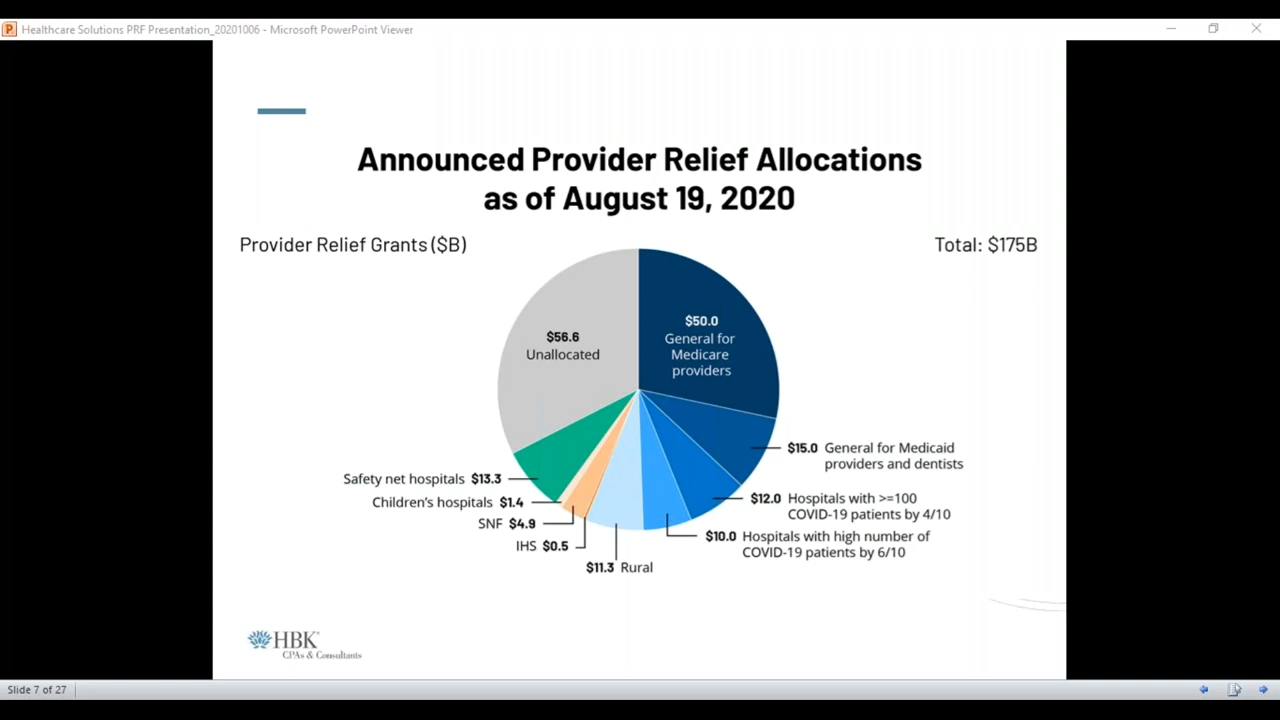 Healthcare Solutions PRF Presentation_20201006 - Microsoft PowerPoint Viewer
Announced Provider Relief Allocations
as of August 19, 2020
Provider Relief Grants ($B)
Total: $175B
$50.0
General for
Medicare
providers
$56.6
Unallocated
$15.0 General for Medicaid
providers and dentists
$12.0 Hospitals with >=100
COVID-19 patients by 4/10
$10.0 Hospitals with high number of
COVID-19 patients by 6/10
$11.3 Rural
IHS $0.5
SNF $4.9
Children's hospitals $1.4
Safety net hospitals $13.3
HBK
CPAs & Consultants
Slide 7 of 27